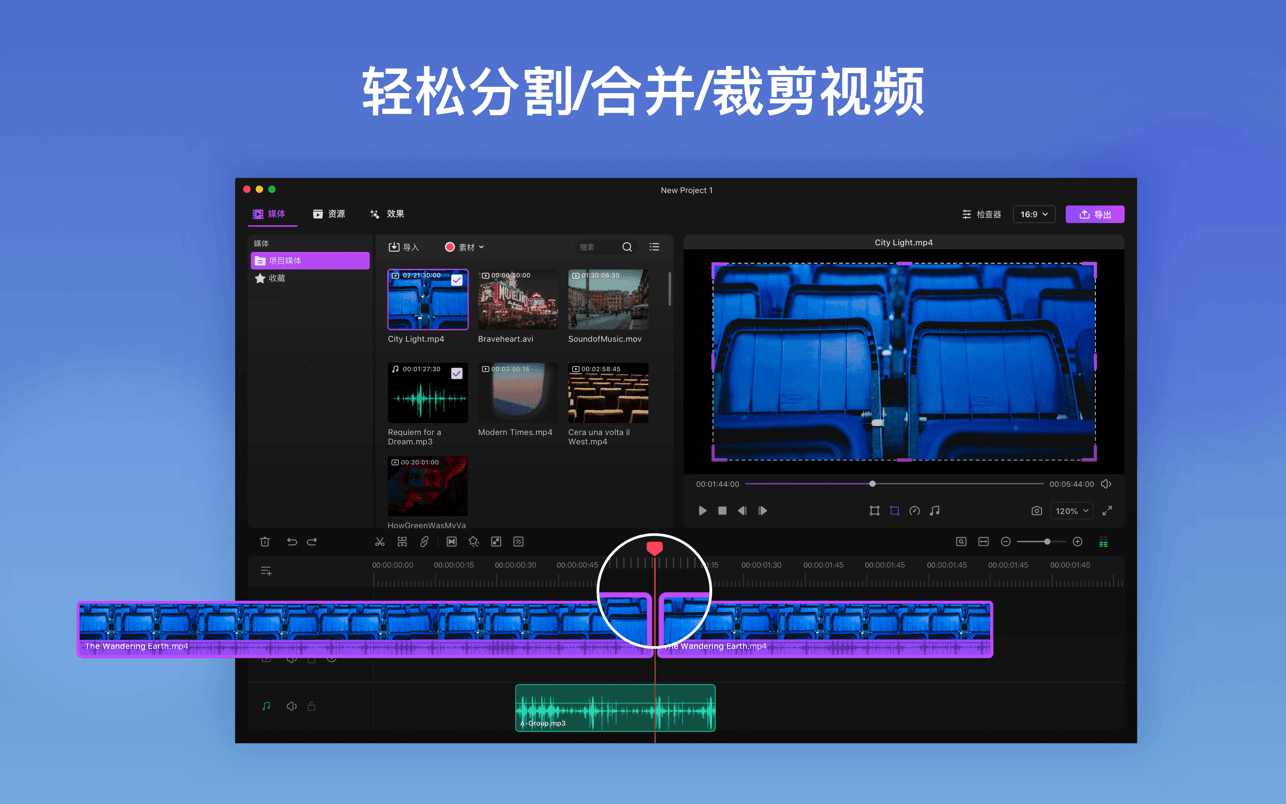 轻松分割/合并/裁剪视频
New Project 1
媒体
资源
效果
检查器
16:9
导出
媒体
项目媒体
收藏
导入
素材
搜索
City Light.mp4
02:21:30:00
City Light.mp4
00:00:30:00
Braveheart.avi
01:30:06:30
SoundofMusic.mov
00:01:27:30
Requiem for a
Dream.mp3
00:03:50:15
Modern Times.mp4
00:02:58:45
Cera una volta il
West.mp4
00:20:01:00
HowGreenWasMyVa
00:01:44:00
00:05:44:00
120%
00:00:00:00
00:00:00:15
00:00:00:30
00:00:00:45
:15
00:00:01:30
00:00:01:45
00:00:01:45
00:00:01:45
00:00:01:45
00:00:01:45
The Wandering Earth.mp4
The Wandering Earth.mp4
A-Group.mp3